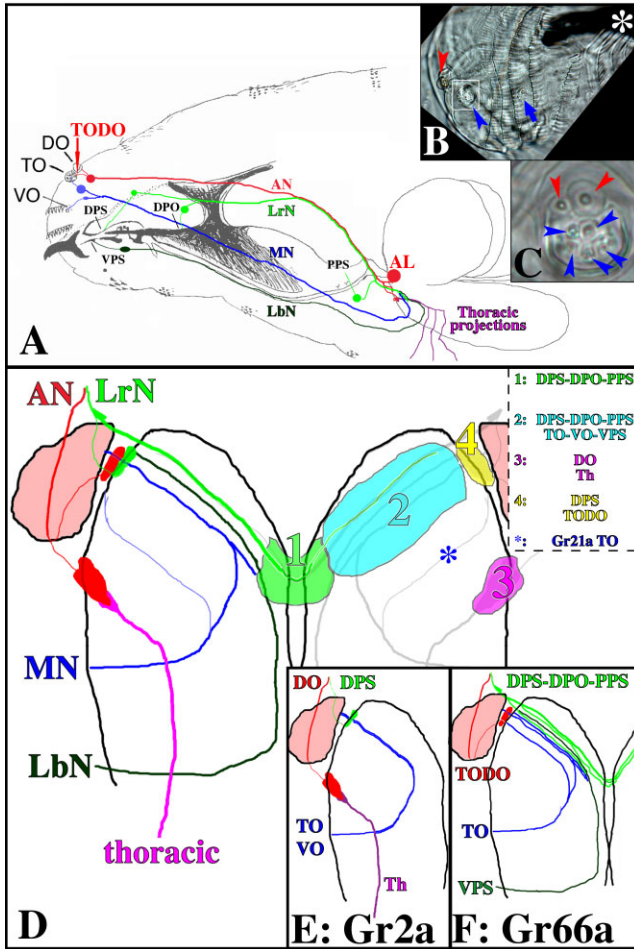 *
B
C
DO
TODO
TO
VO
DPS
DPO
VPS
AN
LrN
MN
LbN
PPS
AL
Thoracic
projections
A
AN
LrN
MN
LbN
thoracic
D
1
2
3
4
*
1: DPS-DPO-PPS
2: DPS-DPO-PPS
TO-VO-VPS
3: DO
Th
4: DPS
TODO
*: Gr21a TO
DO
DPS
TO
VO
Th
E: Gr2a
DPS-DPO-PPS
TODO
TO
VPS
F: Gr66a